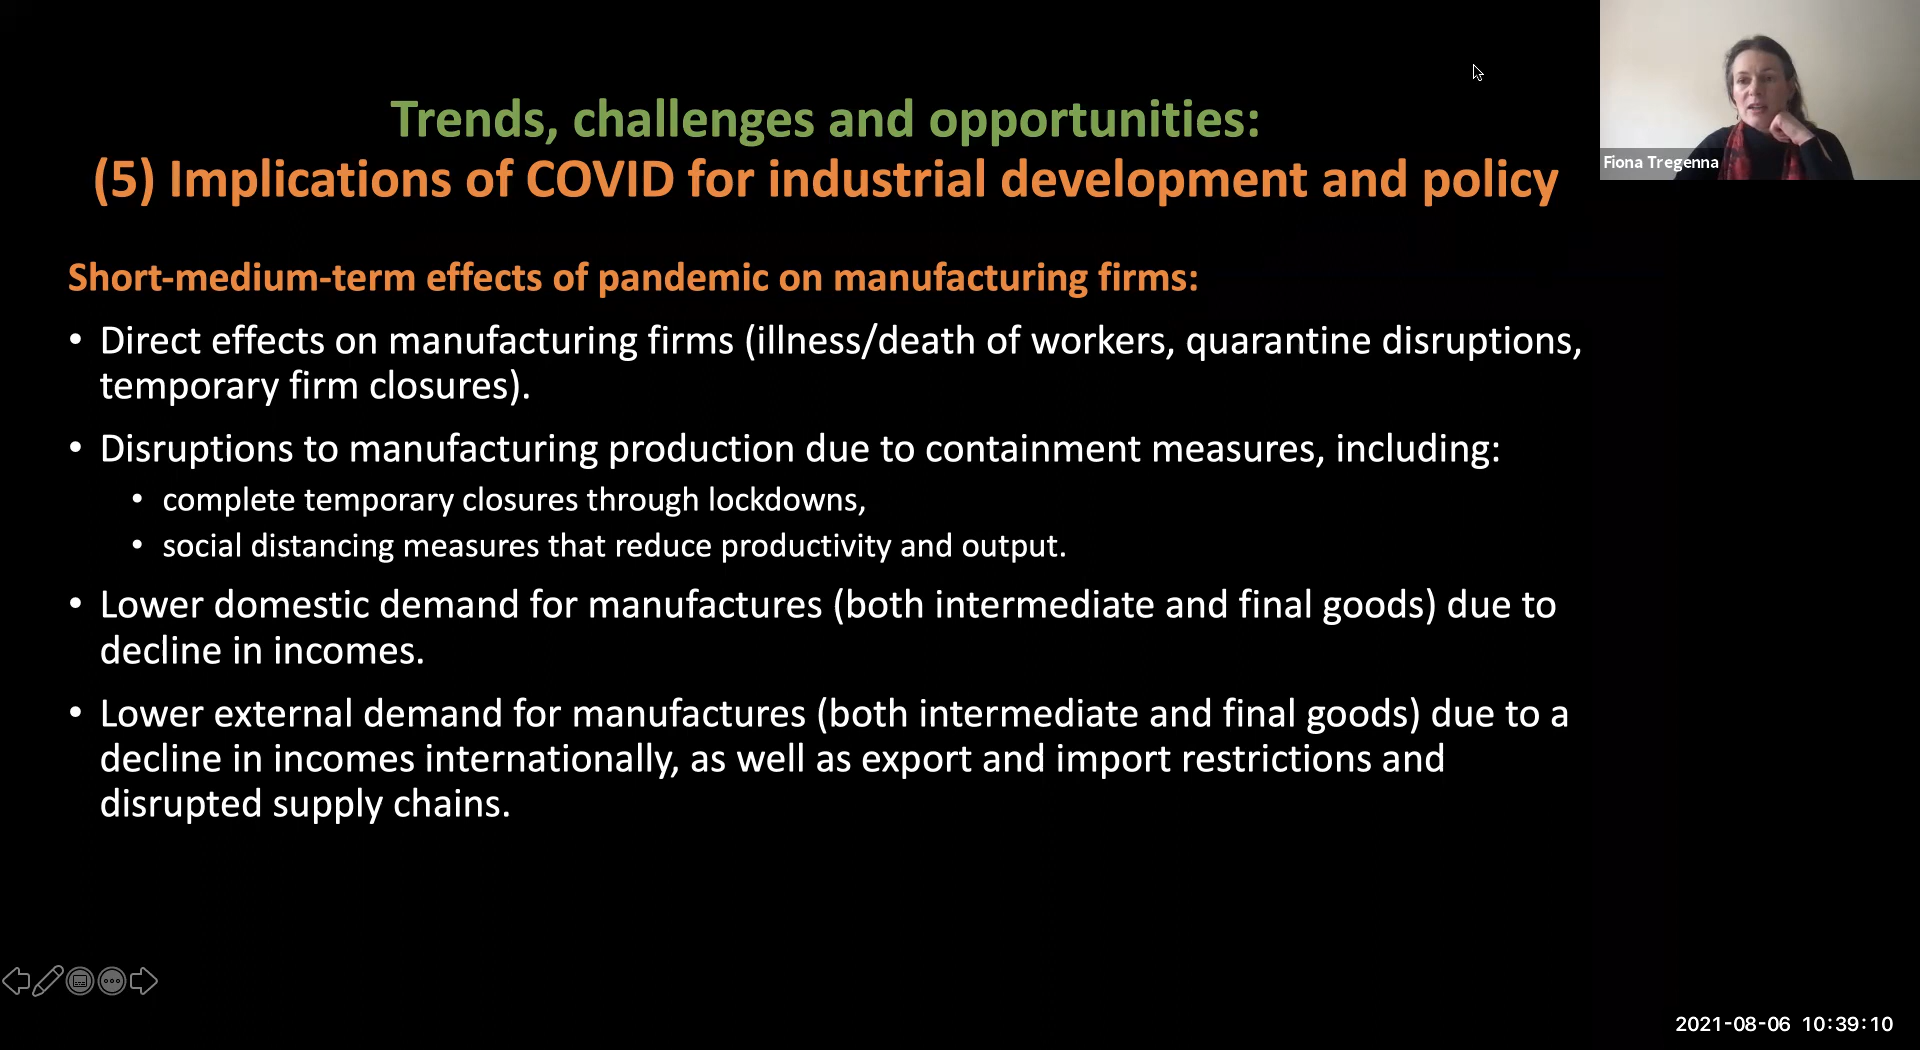 Trends, challenges and opportunities:
(5) Implications of COVID for industrial development and policy
Fiona Tregenna
Short-medium-term effects of pandemic on manufacturing firms:
• Direct effects on manufacturing firms (illness/death of workers, quarantine disruptions,
temporary firm closures).
• Disruptions to manufacturing production due to containment measures, including:
• complete temporary closures through lockdowns,
• social distancing measures that reduce productivity and output.
• Lower domestic demand for manufactures (both intermediate and final goods) due to
decline in incomes.
• Lower external demand for manufactures (both intermediate and final goods) due to a
decline in incomes internationally, as well as export and import restrictions and
disrupted supply chains.
2021-08-06 10:39:10